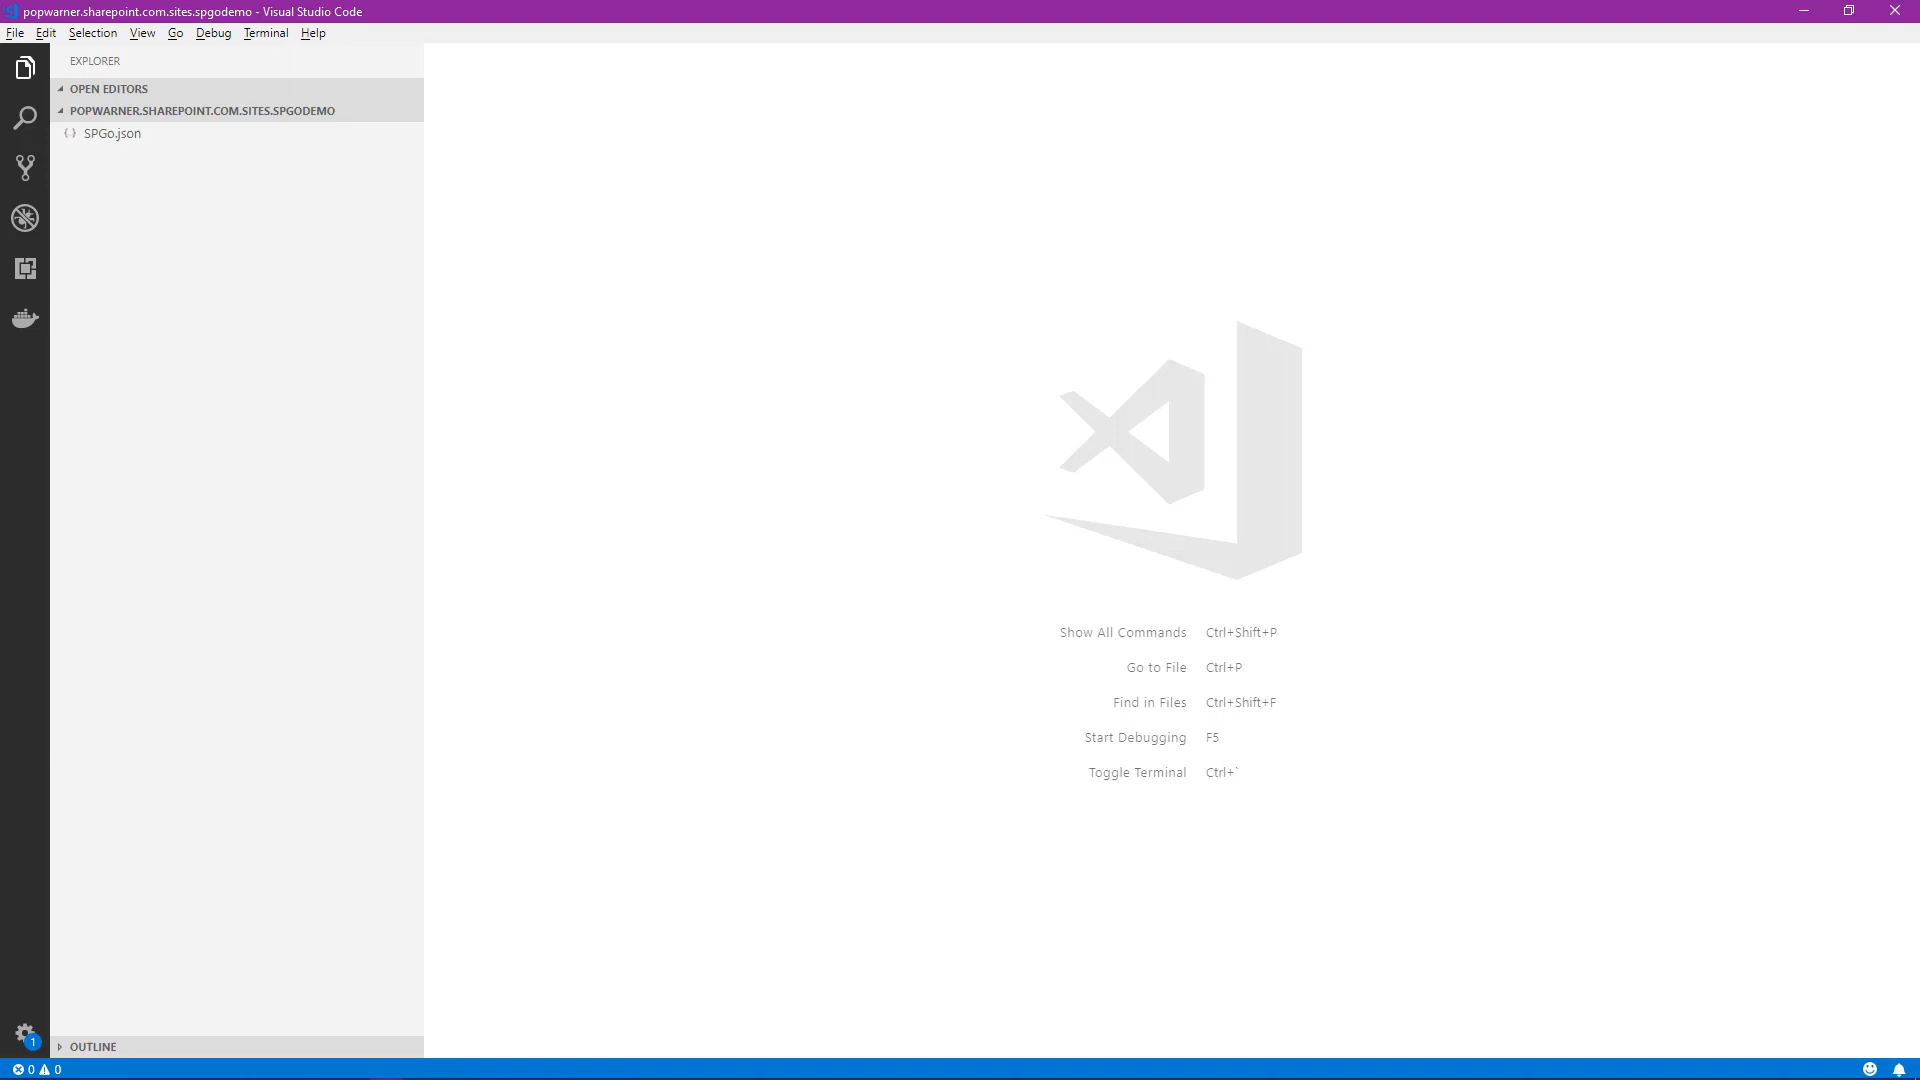 popwarner.sharepoint.com.sites.spgodemo - Visual Studio Code
File Edit Selection View Go Debug Terminal Help
EXPLORER
OPEN EDITORS
POPWARNER.SHAREPOINT.COM.SITES.SPGODEMO
{} SPGo.json
Show All Commands Ctrl+Shift+P
Go to File Ctrl+P
Find in Files Ctrl+Shift+F
Start Debugging F5
Toggle Terminal Ctrl+`
1
OUTLINE
0 0